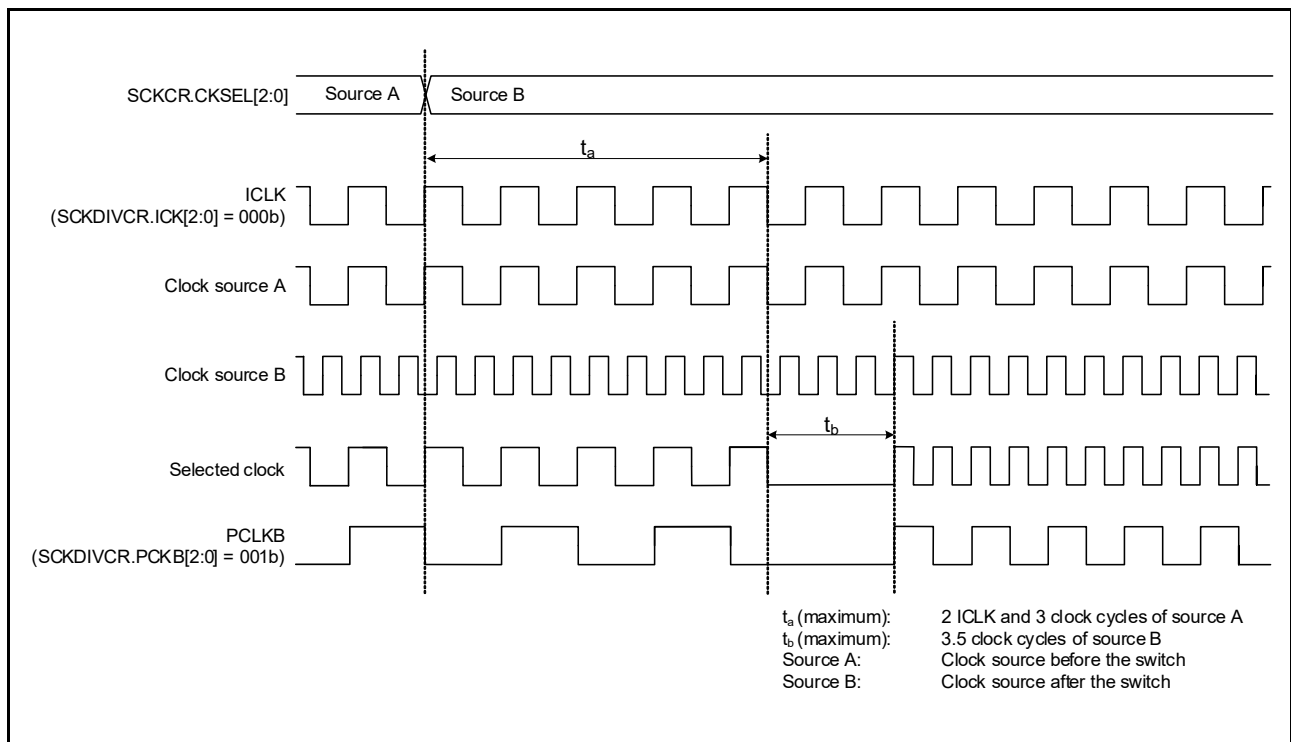 SCKCR.CKSEL[2:0]
Source A
Source B
ta
ICLK
(SCKDIVCR.ICK[2:0] = 000b)
Clock source A
Clock source B
tb
Selected clock
PCLKB
(SCKDIVCR.PCKB[2:0] = 001b)
ta (maximum): 2 ICLK and 3 clock cycles of source A
tb (maximum): 3.5 clock cycles of source B
Source A: Clock source before the switch
Source B: Clock source after the switch